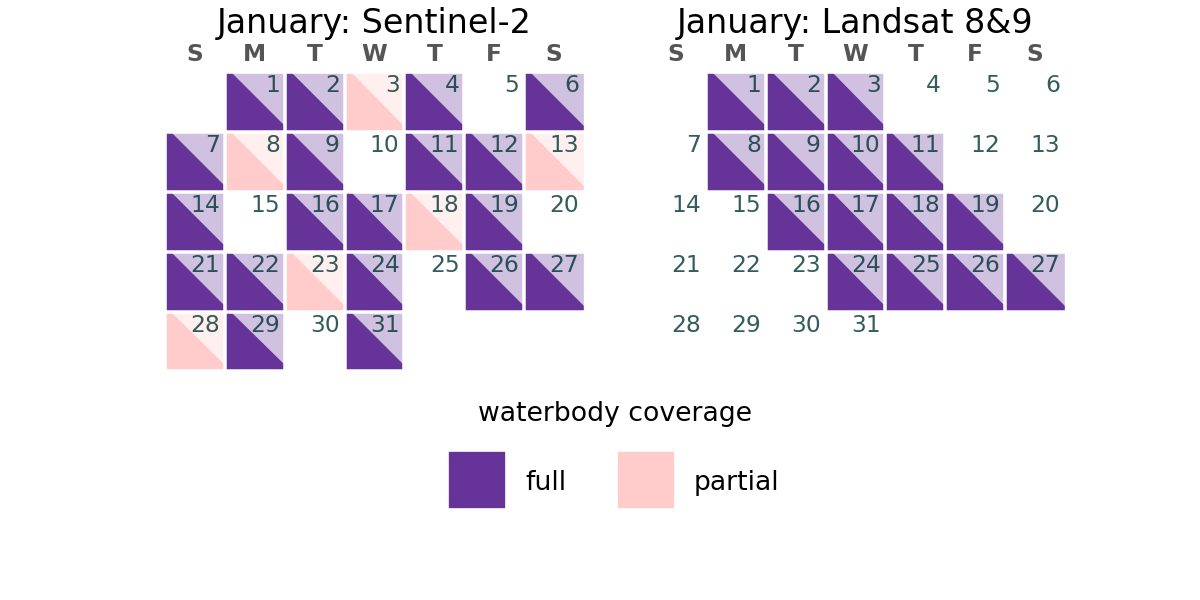 January: Sentinel-2
S M T W T F S
1 2 3 4 5 6
7 8 9 10 11 12 13
14 15 16 17 18 19 20
21 22 23 24 25 26 27
28 29 30 31
January: Landsat 8&9
S M T W T F S
1 2 3 4 5 6
7 8 9 10 11 12 13
14 15 16 17 18 19 20
21 22 23 24 25 26 27
28 29 30 31
waterbody coverage
full
partial